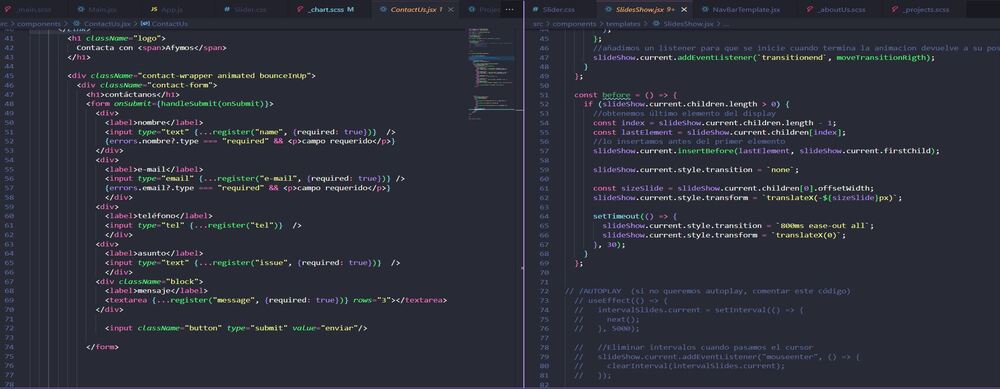 _main.scss Main.jsx App.js Slider.css _chart.scss ContactUs.jsx 1 Project
src > components > ContactUs.jsx > ContactUs
41 <h1 className="logo">
42 Contacta con <span>Afymos</span>
43 </h1>
44
45 <div className="contact-wrapper animated bounceInUp">
46 <div className="contact-form">
47 <h1>contáctanos</h1>
48 <form onSubmit={handleSubmit(onSubmit)}>
49 <div>
50 <label>nombre</label>
51 <input type="text" {...register("name", {required: true})} />
52 {errors.nombre?.type === "required" && <p>campo requerido</p>}
53 </div>
54 <div>
55 <label>e-mail</label>
56 <input type="email" {...register("e-mail", {required: true})} />
57 {errors.email?.type === "required" && <p>campo requerido</p>}
58 </div>
59 <div>
60 <label>teléfono</label>
61 <input type="tel" {...register("tel")} />
62 </div>
63 <div>
64 <label>asunto</label>
65 <input type="text" {...register("issue", {required: true})} />
66 </div>
67 <div className="block">
68 <label>mensaje</label>
69 <textarea {...register("message", {required: true})} rows="3"></textarea>
70 </div>
71
72 <input className="button" type="submit" value="enviar"/>
73
74 </form>
75
76
77
78
79
80
81
Slider.css SlidesShow.jsx 9+ NavBarTemplate.jsx _aboutUs.scss _projects.scss
src > components > templates > SlidesShow.jsx > ...
44 };
45 };
46 //añadimos un listener para que se inicie cuando termina la animacion devuelve a su pos
47 slideShow.current.addEventListener(`transitionend`, moveTransitionRigth);
48 }
49 };
50
51 const before = () => {
52 if (slideShow.current.children.length > 0) {
53 //obtenemos último elemento del display
54 const index = slideShow.current.children.length - 1;
55 const lastElement = slideShow.current.children[index];
56 //lo insertamos antes del primer elemento
57 slideShow.current.insertBefore(lastElement, slideShow.current.firstChild);
58
59 slideShow.current.style.transition = `none`;
60
61 const sizeSlide = slideShow.current.children[0].offsetWidth;
62 slideShow.current.style.transform = `translateX(-${sizeSlide}px)`;
63
64 setTimeout(() => {
65 slideShow.current.style.transition = `800ms ease-out all`;
66 slideShow.current.style.transform = `translateX(0)`;
67 }, 30);
68 }
69 };
70
71
72 // /AUTOPLAY (si no queremos autoplay, comentar este código)
73 // useEffect(() => {
74 // intervalSlides.current = setInterval(() => {
75 // next();
76 // }, 5000);
77
78 // //Eliminar intervalos cuando pasamos el cursor
79 // slideShow.current.addEventListener("mouseenter", () => {
80 // clearInterval(intervalSlides.current);
81 // });
82